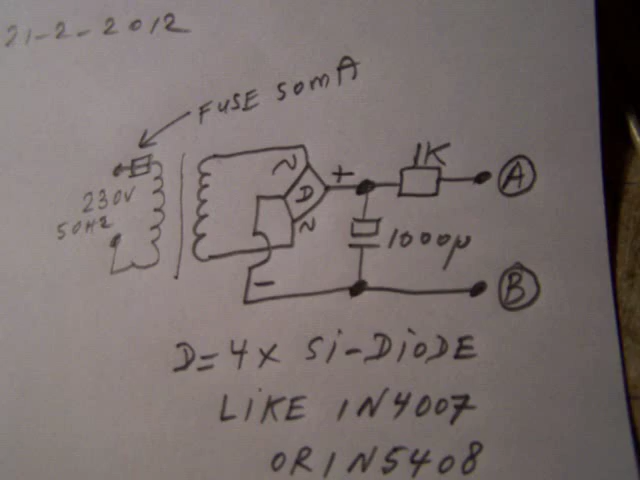 21-2-2012
FUSE 50mA
230V
50HZ
~
D
~
+
1K
A
1000µ
-
B
D=4x Si-DiODE
LiKE 1N4007
OR 1N5408